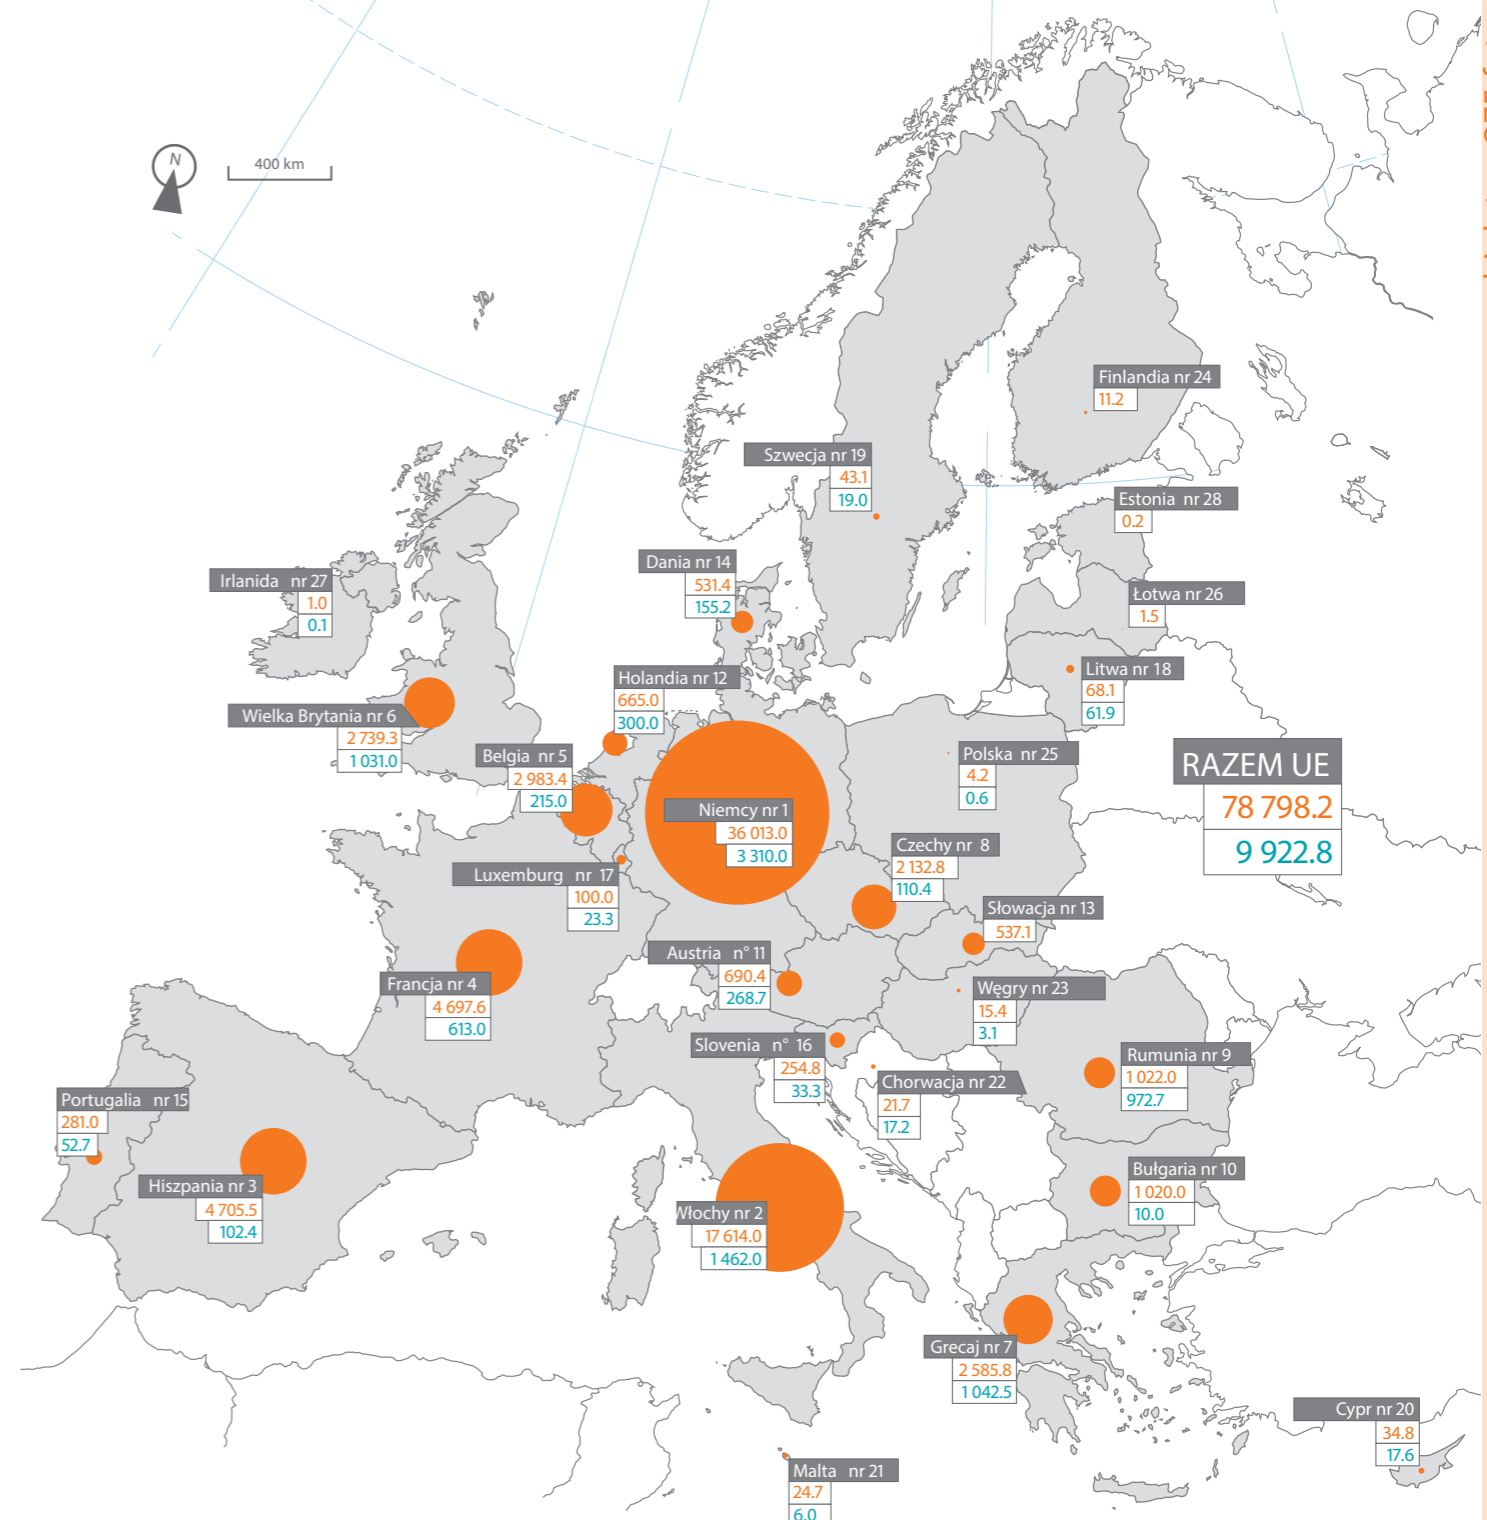 N
400 km
Finlandia nr 24
11.2
Szwecja nr 19
43.1
19.0
Estonia nr 28
0.2
Dania nr 14
531.4
155.2
Irlanida nr 27
1.0
0.1
Łotwa nr 26
1.5
Litwa nr 18
68.1
61.9
Holandia nr 12
665.0
300.0
Wielka Brytania nr 6
2 739.3
1 031.0
Belgia nr 5
2 983.4
215.0
Polska nr 25
4.2
0.6
RAZEM UE
78 798.2
9 922.8
Niemcy nr 1
36 013.0
3 310.0
Czechy nr 8
2 132.8
110.4
Luxemburg nr 17
100.0
23.3
Słowacja nr 13
537.1
Austria n° 11
690.4
268.7
Francja nr 4
4 697.6
613.0
Węgry nr 23
15.4
3.1
Slovenia n° 16
254.8
33.3
Rumunia nr 9
1 022.0
972.7
Chorwacja nr 22
21.7
17.2
Portugalia nr 15
281.0
52.7
Hiszpania nr 3
4 705.5
102.4
Bułgaria nr 10
1 020.0
10.0
Włochy nr 2
17 614.0
1 462.0
Grecaj nr 7
2 585.8
1 042.5
Cypr nr 20
34.8
17.6
Malta nr 21
24.7
6.0